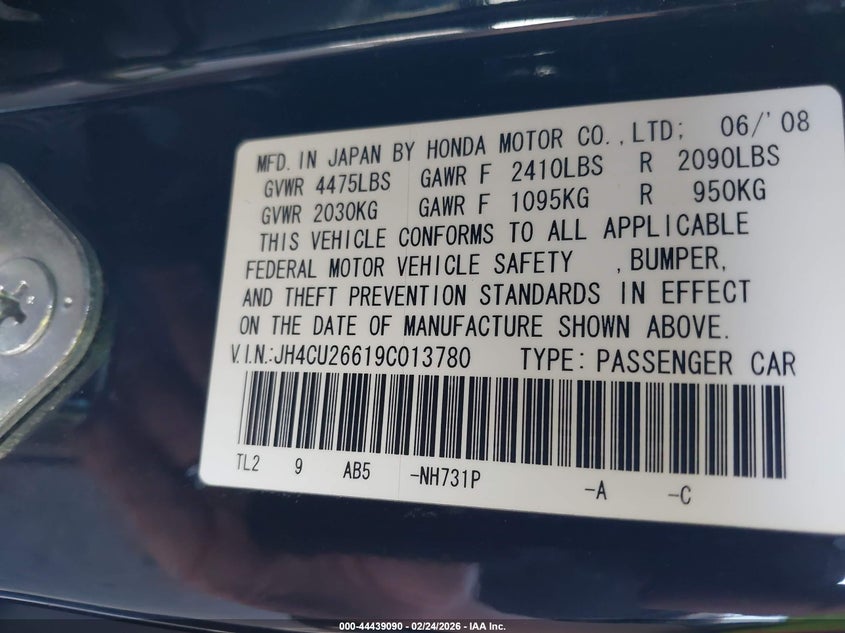 MFD. IN JAPAN BY HONDA MOTOR CO., LTD; 06/'08
GVWR 4475LBS GAWR F 2410LBS R 2090LBS
GVWR 2030KG GAWR F 1095KG R 950KG
THIS VEHICLE CONFORMS TO ALL APPLICABLE
FEDERAL MOTOR VEHICLE SAFETY , BUMPER,
AND THEFT PREVENTION STANDARDS IN EFFECT
ON THE DATE OF MANUFACTURE SHOWN ABOVE.
V.I.N.:JH4CU26619C013780 TYPE: PASSENGER CAR
TL2 9 AB5 -NH731P -A -C
000-44439090 - 02/24/2026 - IAA Inc.